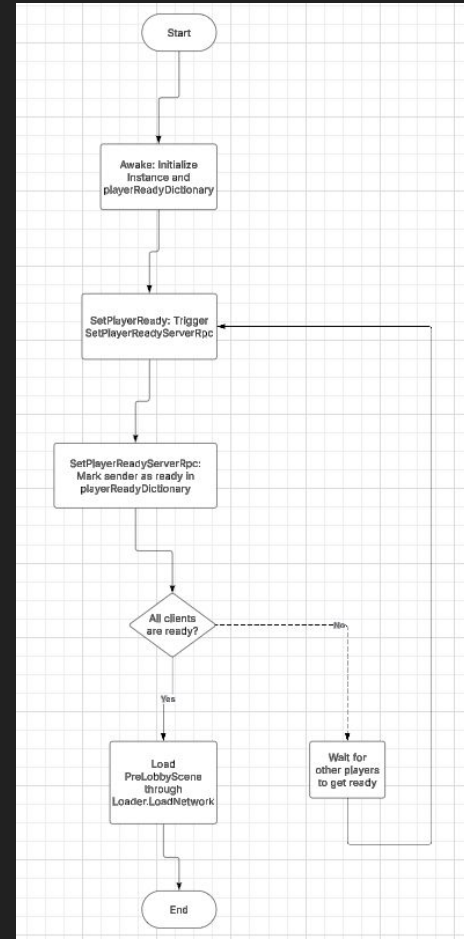 Start
Awake: Initialize
Instance and
playerReadyDictionary
SetPlayerReady: Trigger
SetPlayerReadyServerRpc
SetPlayerReadyServerRpc:
Mark sender as ready in
playerReadyDictionary
All clients
are ready?
No
Yes
Load
PreLobbyScene
through
Loader.LoadNetwork
Wait for
other players
to get ready
End